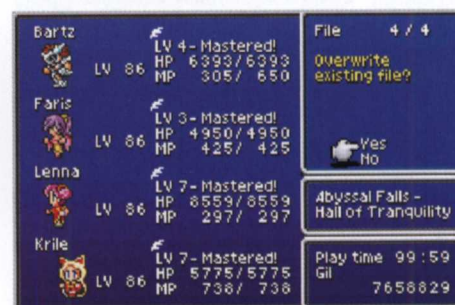 Bartz
LV 4-Mastered!
LV 86 HP 6393/6393
MP 305/ 650
Faris
LV 3-Mastered!
LV 86 HP 4950/4950
MP 425/ 425
Lenna
LV 7-Mastered!
LV 86 HP 8559/8559
MP 297/ 297
Krile
LV 7-Mastered!
LV 86 HP 5775/5775
MP 738/ 738
File 4/4
Overwrite
existing file?
Yes
No
Abyssal Falls -
Hall of Tranquility
Play time 99:59
Gil
7658829